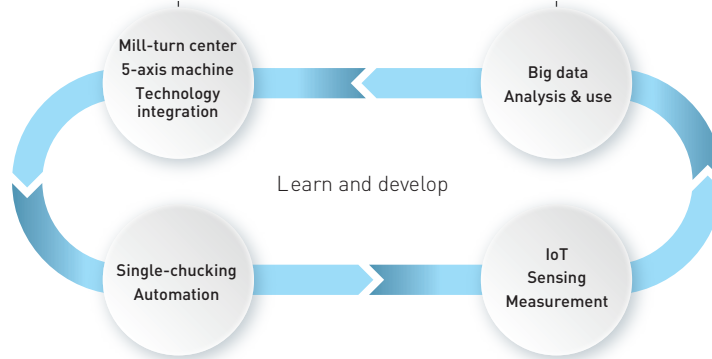 Mill-turn center
5-axis machine
Technology
integration
Big data
Analysis & use
Learn and develop
Single-chucking
Automation
IoT
Sensing
Measurement